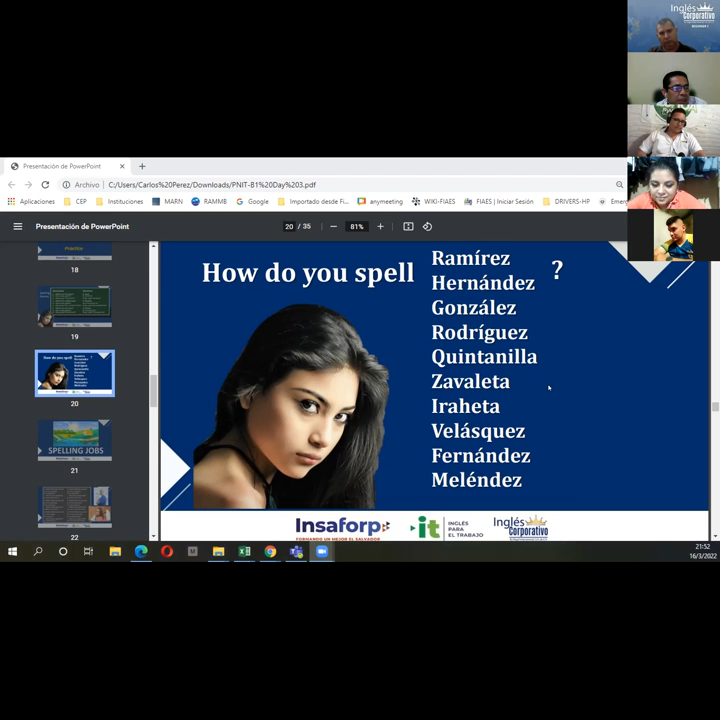 Inglés
Corporativo
Presentación de PowerPoint
Archivo
C:/Users/Carlos%20Perez/Downloads/PNIT-B1%20Day%203.pdf
Aplicaciones
CEP
Instituciones
MARN
RAMMB
Google
Importado desde Fi...
anymeeting
WIKI-FIAES
FIAES | Iniciar Sesión
DRIVERS-HP
Presentación de PowerPoint
20 / 35
81%
Practice
18
19
20
SPELLING JOBS
21
22
How do you spell
Ramírez
Hernández
González
Rodríguez
Quintanilla
Zavaleta
Iraheta
Velásquez
Fernández
Meléndez
?
Insaforp
FORMANDO UN MEJOR EL SALVADOR
it
INGLÉS
PARA
EL TRABAJO
Inglés
Corporativo
21:52
16/3/2022